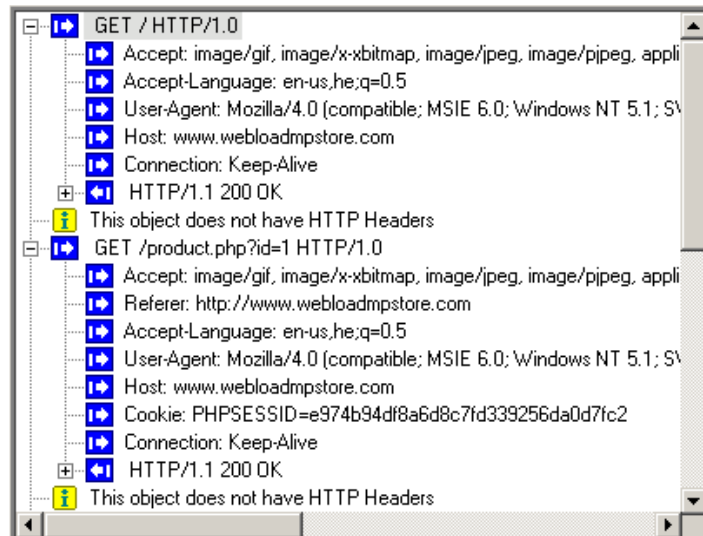 GET / HTTP/1.0
Accept: image/gif, image/x-xbitmap, image/jpeg, image/pjpeg, appli
Accept-Language: en-us,he;q=0.5
User-Agent: Mozilla/4.0 (compatible; MSIE 6.0; Windows NT 5.1; SV
Host: www.webloadmpstore.com
Connection: Keep-Alive
HTTP/1.1 200 OK
This object does not have HTTP Headers
GET /product.php?id=1 HTTP/1.0
Accept: image/gif, image/x-xbitmap, image/jpeg, image/pjpeg, appli
Referer: http://www.webloadmpstore.com
Accept-Language: en-us,he;q=0.5
User-Agent: Mozilla/4.0 (compatible; MSIE 6.0; Windows NT 5.1; SV
Host: www.webloadmpstore.com
Cookie: PHPSESSID=e974b94df8a6d8c7fd339256da0d7fc2
Connection: Keep-Alive
HTTP/1.1 200 OK
This object does not have HTTP Headers